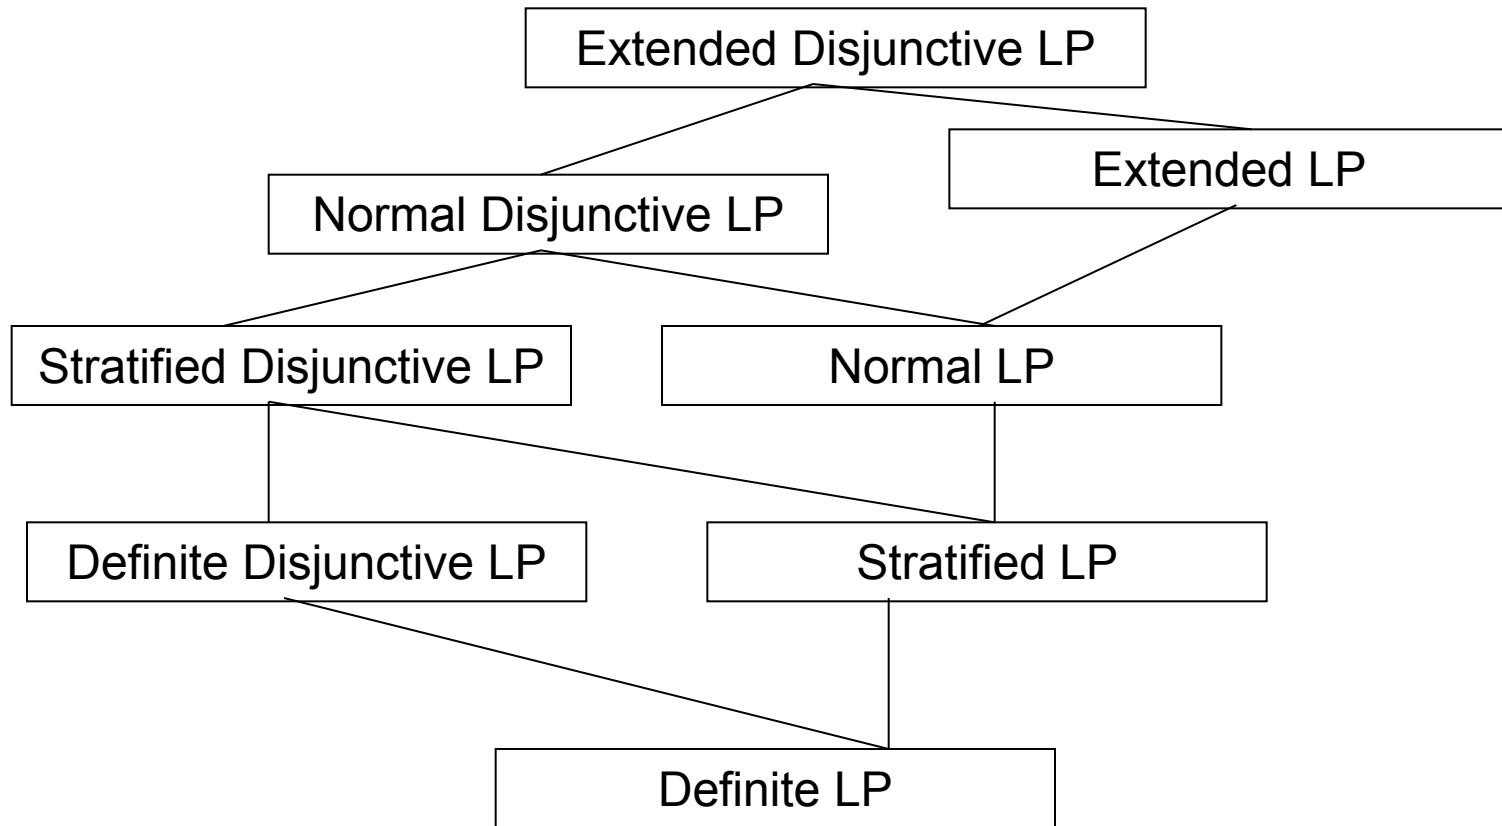 Extended Disjunctive LP
Extended LP
Normal Disjunctive LP
Stratified Disjunctive LP
Normal LP
Definite Disjunctive LP
Stratified LP
Definite LP